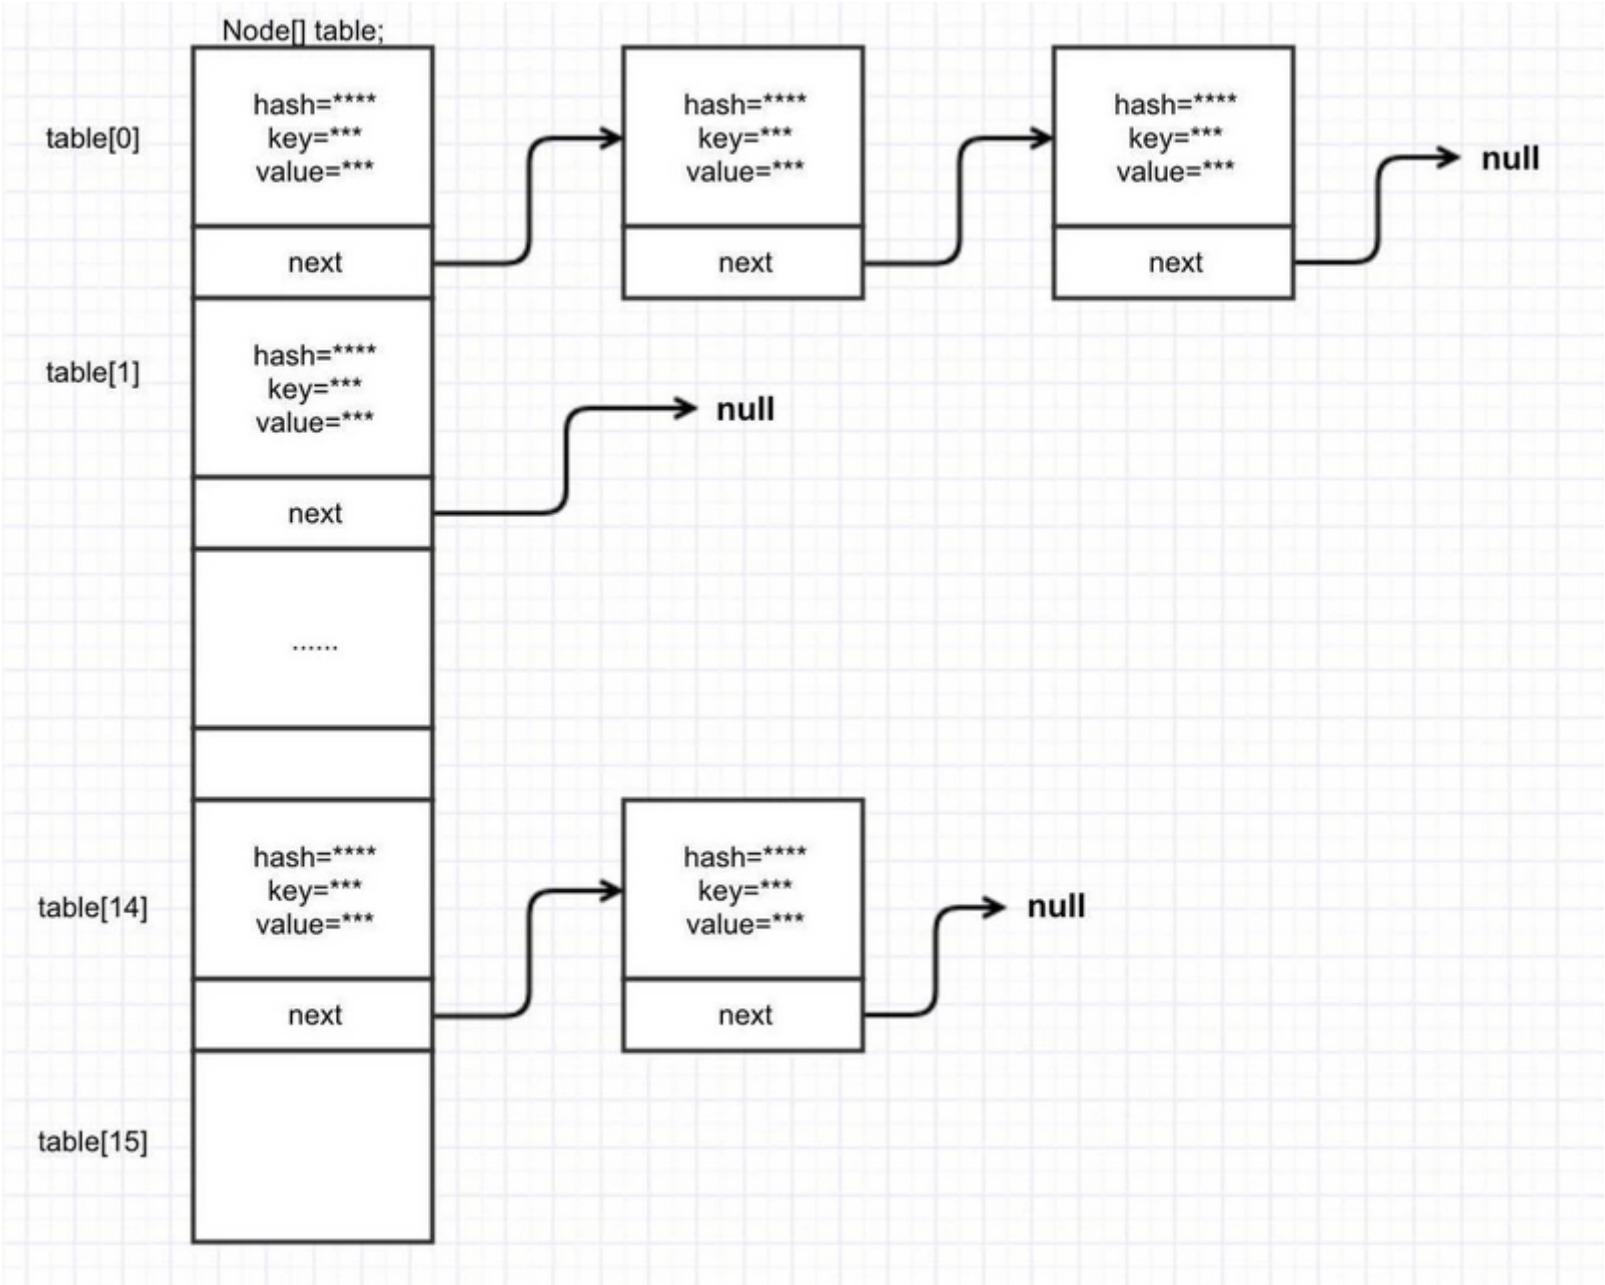 Node[] table;
table[0]
hash=****
key=***
value=***
next
hash=****
key=***
value=***
next
hash=****
key=***
value=***
next
null
table[1]
hash=****
key=***
value=***
next
null
......
table[14]
hash=****
key=***
value=***
next
hash=****
key=***
value=***
next
null
table[15]